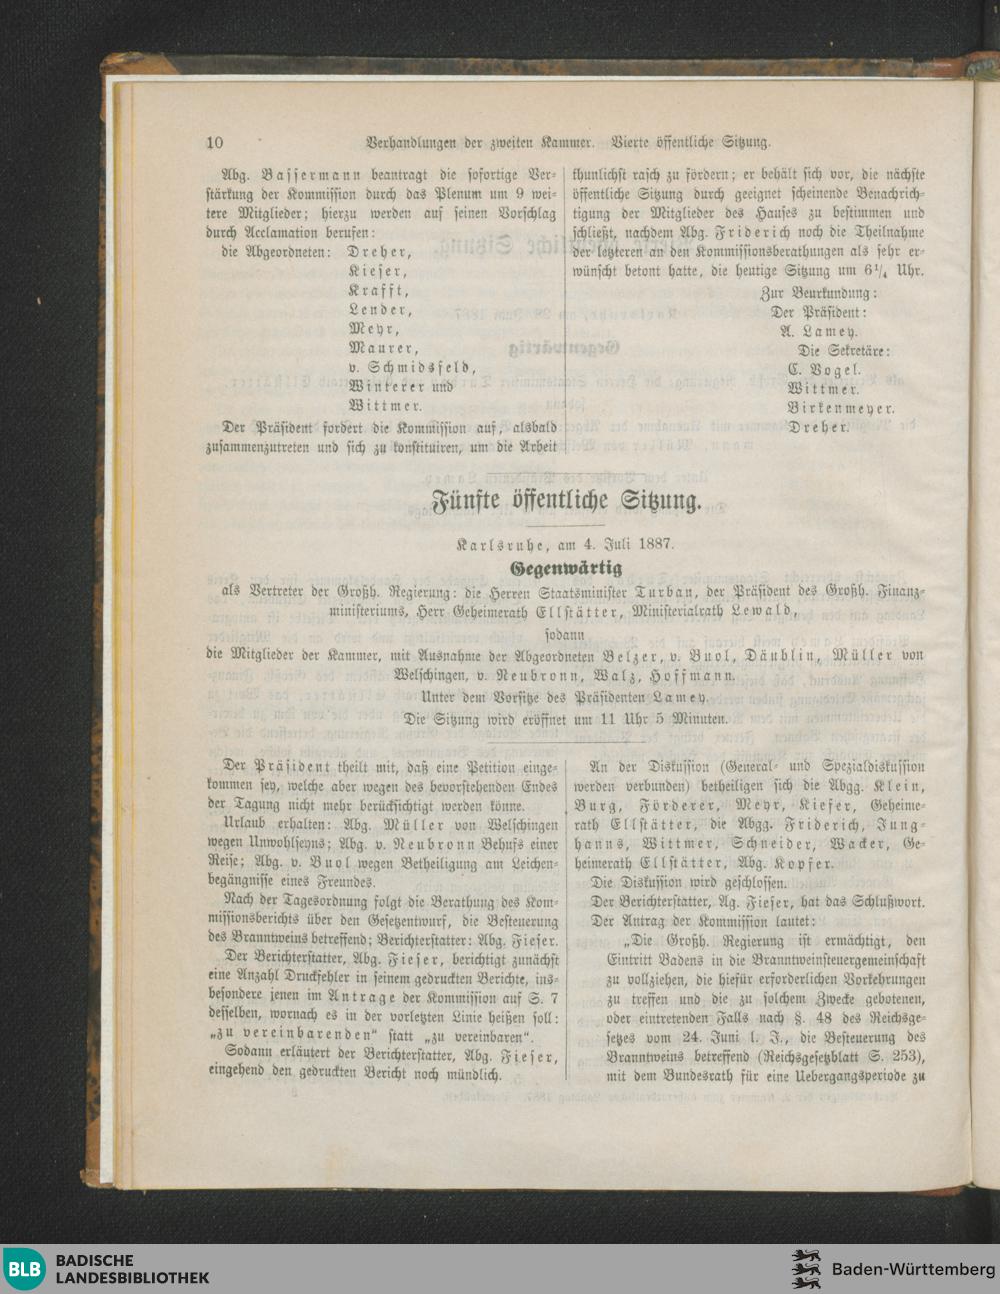 10 Verhandlungen der zweiten Kammer. Vierte öffentliche Sitzung.
Abg. Bassermann beantragt die sofortige Ver-
stärkung der Kommission durch das Plenum um 9 wei-
tere Mitglieder; hierzu werden auf seinen Vorschlag
durch Acclamation berufen:
die Abgeordneten: Dreher,
Kiefer,
Krafft,
Lender,
Meyr,
Maurer,
v. Schmidsfeld,
Winterer und
Wittmer.
Der Präsident fordert die Kommission auf, alsbald
zusammenzutreten und sich zu konstituiren, um die Arbeit
thunlichst rasch zu fördern; er behält sich vor, die nächste
öffentliche Sitzung durch geeignet scheinende Benachrich-
tigung der Mitglieder des Hauses zu bestimmen und
schließt, nachdem Abg. Friderich noch die Theilnahme
der letzteren an den Kommissionsberathungen als sehr er-
wünscht betont hatte, die heutige Sitzung um 6¼ Uhr.
Zur Beurkundung:
Der Präsident:
A. Lamey.
Die Sekretäre:
C. Vogel.
Wittmer.
Birkenmeyer.
Dreher.
Fünfte öffentliche Sitzung.
Karlsruhe, am 4. Juli 1887.
Gegenwärtig
als Vertreter der Großh. Regierung: die Herren Staatsminister Turban, der Präsident des Großh. Finanz-
ministeriums, Herr Geheimerath Ellstätter, Ministerialrath Lewald,
sodann
die Mitglieder der Kammer, mit Ausnahme der Abgeordneten Belzer, v. Buol, Däublin, Müller von
Welschingen, v. Neubronn, Walz, Hoffmann.
Unter dem Vorsitze des Präsidenten Lamey.
Die Sitzung wird eröffnet um 11 Uhr 5 Minuten.
Der Präsident theilt mit, daß eine Petition einge-
kommen sey, welche aber wegen des bevorstehenden Endes
der Tagung nicht mehr berücksichtigt werden könne.
Urlaub erhalten: Abg. Müller von Welschingen
wegen Unwohlseyns; Abg. v. Neubronn Behufs einer
Reise; Abg. v. Buol wegen Betheiligung am Leichen-
begängnisse eines Freundes.
Nach der Tagesordnung folgt die Berathung des Kom-
missionsberichts über den Gesetzentwurf, die Besteuerung
des Branntweins betreffend; Berichterstatter: Abg. Fieser.
Der Berichterstatter, Abg. Fieser, berichtigt zunächst
eine Anzahl Druckfehler in seinem gedruckten Berichte, ins-
besondere jenen im Antrage der Kommission auf S. 7
desselben, wornach es in der vorletzten Linie heißen soll:
„zu vereinbarenden“ statt „zu vereinbaren“.
Sodann erläutert der Berichterstatter, Abg. Fieser,
eingehend den gedruckten Bericht noch mündlich.
An der Diskussion (General- und Spezialdiskussion
werden verbunden) betheiligen sich die Abgg. Klein,
Burg, Förderer, Meyr, Kiefer, Geheime-
rath Ellstätter, die Abgg. Friderich, Jung-
hanns, Wittmer, Schneider, Wacker, Ge-
heimerath Ellstätter, Abg. Kopfer.
Die Diskussion wird geschlossen.
Der Berichterstatter, Ag. Fieser, hat das Schlußwort.
Der Antrag der Kommission lautet:
„Die Großh. Regierung ist ermächtigt, den
Eintritt Badens in die Branntweinsteuergemeinschaft
zu vollziehen, die hiefür erforderlichen Vorkehrungen
zu treffen und die zu solchem Zwecke gebotenen,
oder eintretenden Falls nach §. 48 des Reichsge-
setzes vom 24. Juni l. J., die Besteuerung des
Branntweins betreffend (Reichsgesetzblatt S. 253),
mit dem Bundesrath für eine Uebergangsperiode zu
BLB BADISCHE
LANDESBIBLIOTHEK
Baden-Württemberg